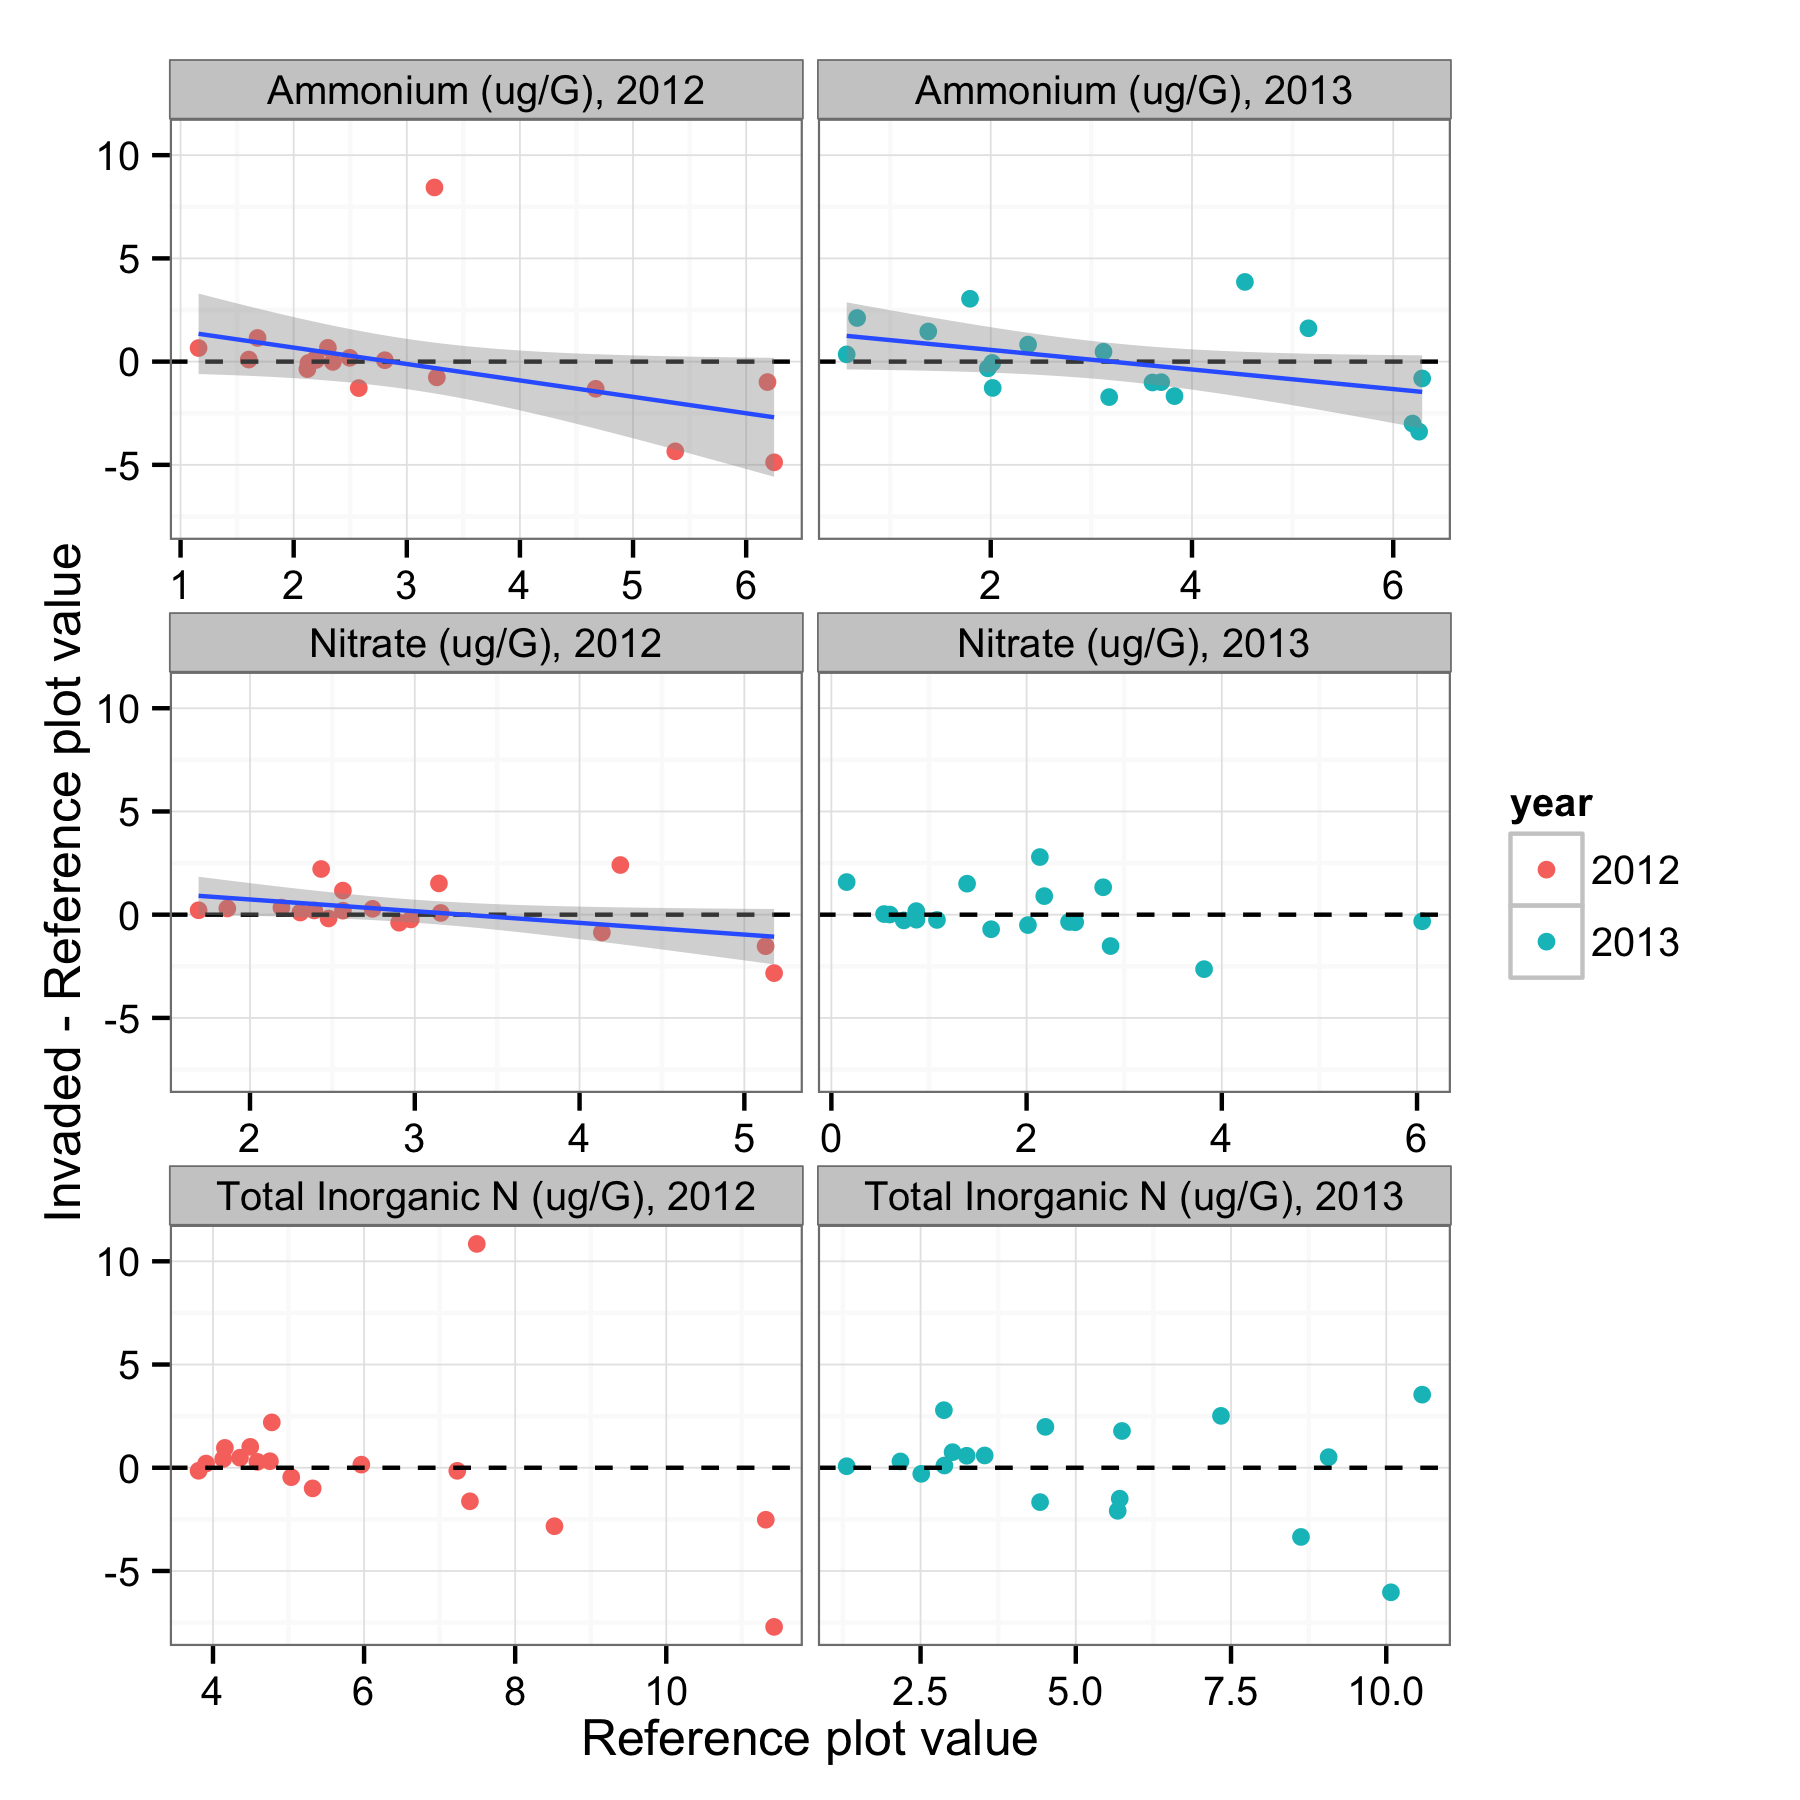 Ammonium (ug/G), 2012
Ammonium (ug/G), 2013
10
5
0
-5
1 2 3 4 5 6
2 4 6
Nitrate (ug/G), 2012
Nitrate (ug/G), 2013
10
5
0
-5
2 3 4 5
0 2 4 6
Total Inorganic N (ug/G), 2012
Total Inorganic N (ug/G), 2013
10
5
0
-5
4 6 8 10
2.5 5.0 7.5 10.0
Reference plot value
Invaded - Reference plot value
year
2012
2013